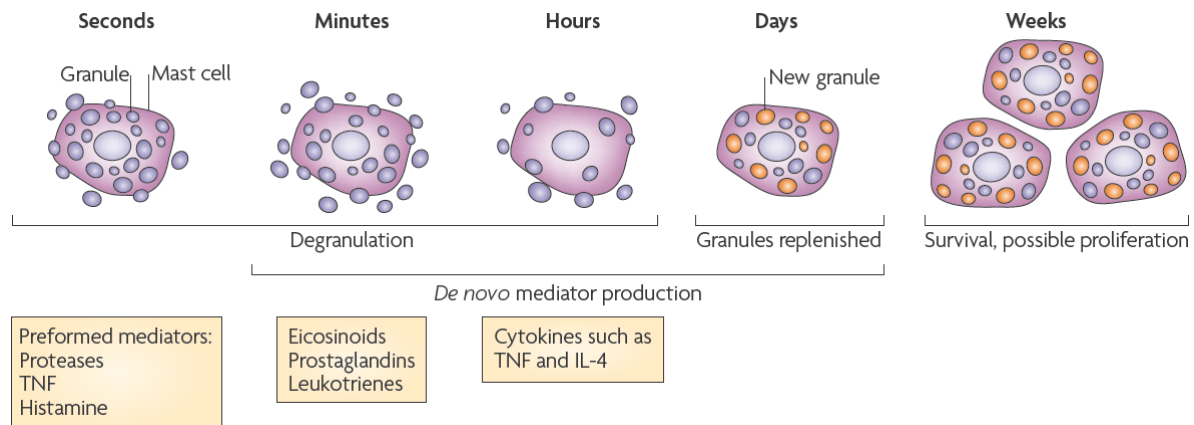 Seconds
Minutes
Hours
Days
Weeks
Granule
Mast cell
New granule
Degranulation
Granules replenished
Survival, possible proliferation
De novo mediator production
Preformed mediators:
Proteases
TNF
Histamine
Eicosinoids
Prostaglandins
Leukotrienes
Cytokines such as
TNF and IL-4